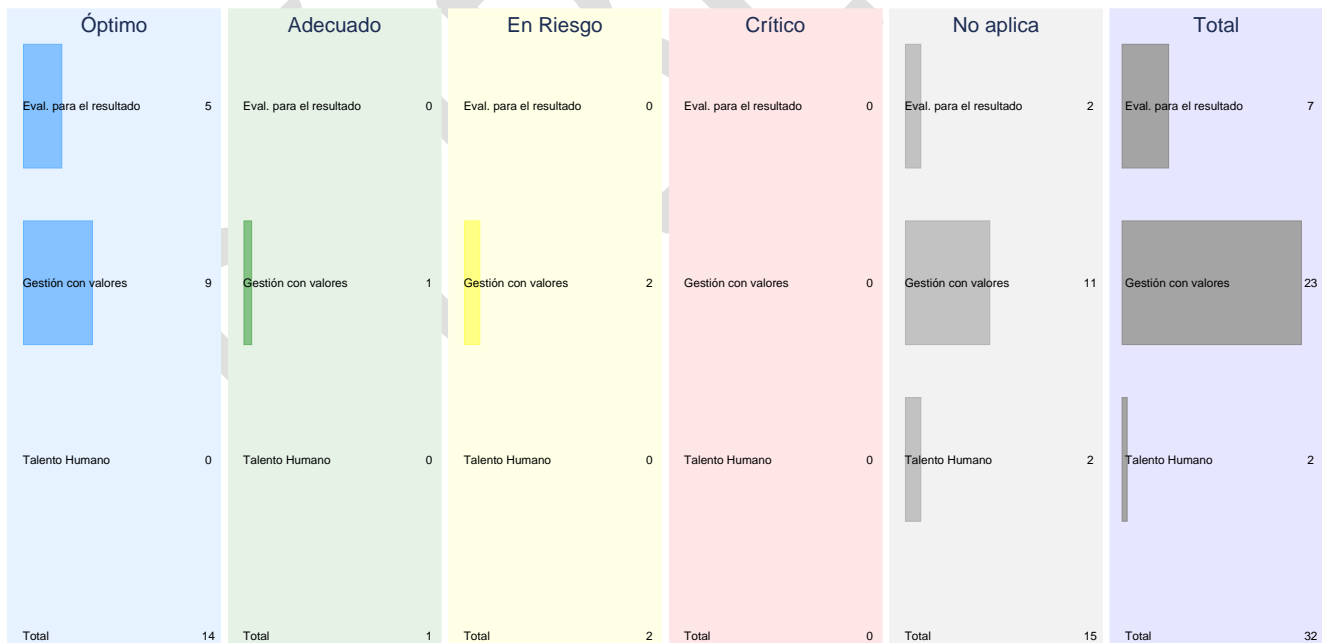 Óptimo Adecuado En Riesgo Crítico No aplica Total
Eval. para el resultado 5 Eval. para el resultado 0 Eval. para el resultado 0 Eval. para el resultado 0 Eval. para el resultado 2 Eval. para el resultado 7
Gestión con valores 9 Gestión con valores 1 Gestión con valores 2 Gestión con valores 0 Gestión con valores 11 Gestión con valores 23
Talento Humano 0 Talento Humano 0 Talento Humano 0 Talento Humano 0 Talento Humano 2 Talento Humano 2
Total 14 Total 1 Total 2 Total 0 Total 15 Total 32